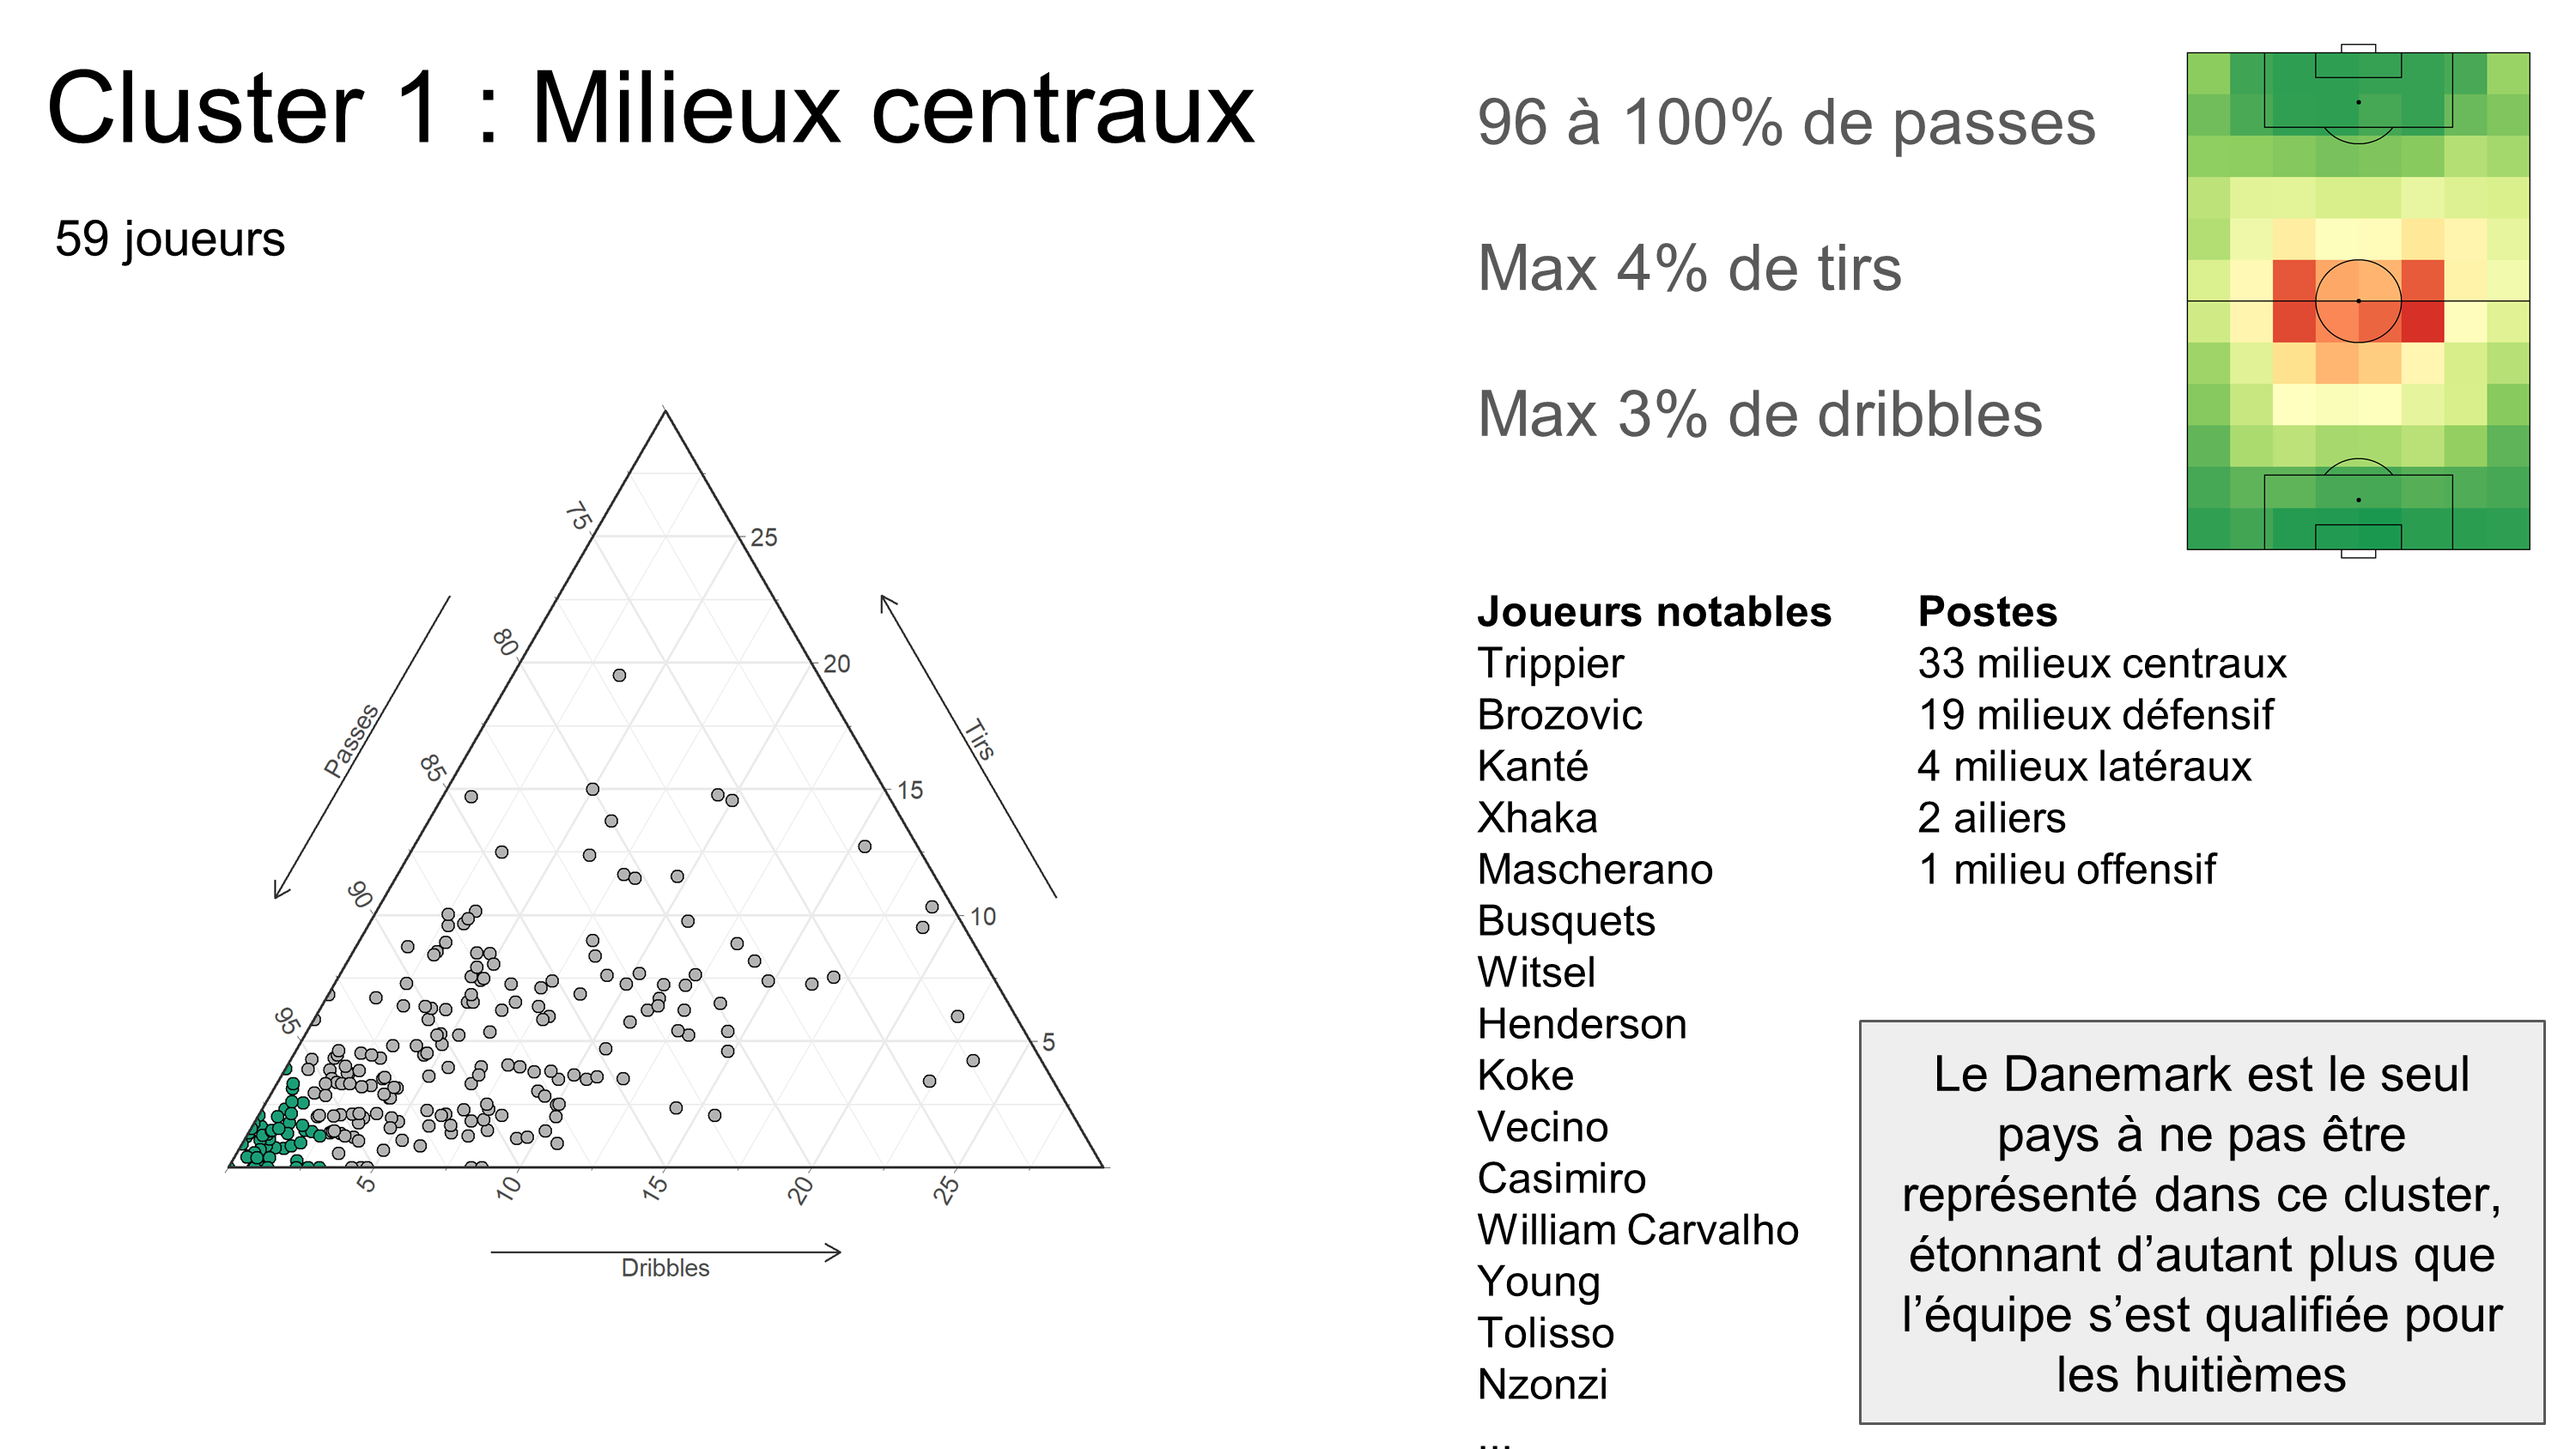 Cluster 1 : Milieux centraux
59 joueurs
96 à 100% de passes
Max 4% de tirs
Max 3% de dribbles
75
80
85
90
95
Passes
25
20
15
10
5
Tirs
5
10
15
20
25
Dribbles
Joueurs notables
Trippier
Brozovic
Kanté
Xhaka
Mascherano
Busquets
Witsel
Henderson
Koke
Vecino
Casimiro
William Carvalho
Young
Tolisso
Nzonzi
...
Postes
33 milieux centraux
19 milieux défensif
4 milieux latéraux
2 ailiers
1 milieu offensif
Le Danemark est le seul
pays à ne pas être
représenté dans ce cluster,
étonnant d’autant plus que
l’équipe s’est qualifiée pour
les huitièmes